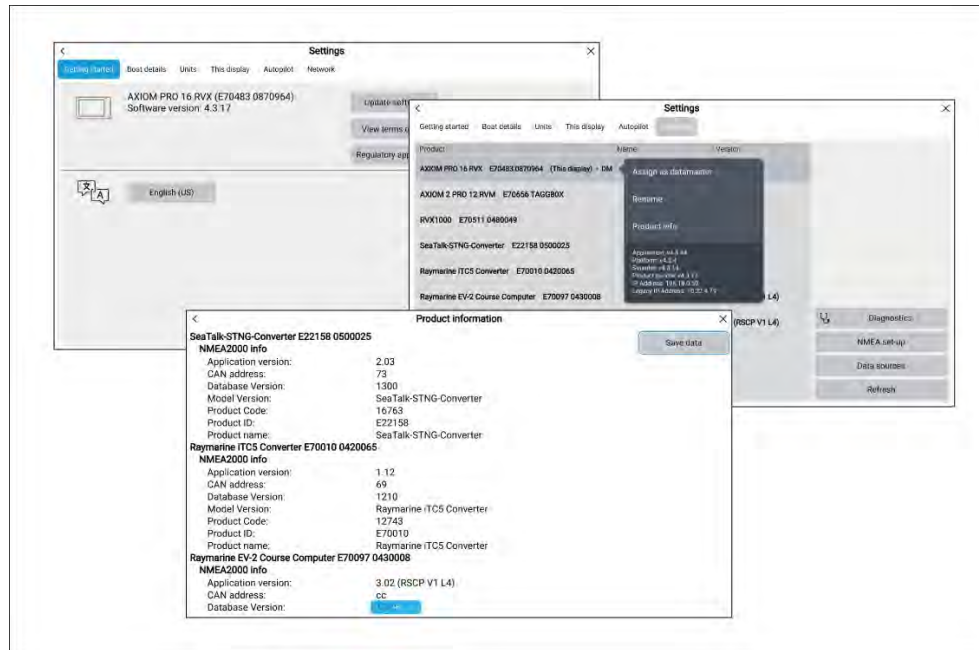 Settings
Getting started Boat details Units This display Autopilot Network
AXIOM PRO 16 RVX (E70483 0870964)
Software version: 4.3.17
Update soft
View terms o
Regulatory app
English (US)
Settings
Getting started Boat details Units This display Autopilot
Product Name Version
AXIOM PRO 16 RVX E70483 0870964 (This display) - DM
AXIOM 2 PRO 12 RVM E70656 TAGGBOX
RVX1000 E70511 0480049
SeaTalk-STNG-Converter E22158 0500025
Raymarine iTC5 Converter E70010 0420065
Raymarine EV-2 Course Computer E70097 0430008
Assign as datamaster
Rename
Product info
L4)
(RSCP V1 L4)
Diagnostics
NMEA set-up
Data sources
Refresh
Product information
Save data
SeaTalk-STNG-Converter E22158 0500025
NMEA2000 info
Application version: 2.03
CAN address: 73
Database Version: 1300
Model Version: SeaTalk-STNG-Converter
Product Code: 16763
Product ID: E22158
Product name: SeaTalk-STNG-Converter
Raymarine iTC5 Converter E70010 0420065
NMEA2000 info
Application version: 1.12
CAN address: 69
Database Version: 1210
Model Version: Raymarine iTC5 Converter
Product Code: 12743
Product ID: E70010
Product name: Raymarine iTC5 Converter
Raymarine EV-2 Course Computer E70097 0430008
NMEA2000 info
Application version: 3.02 (RSCP V1 L4)
CAN address: cc
Database Version: